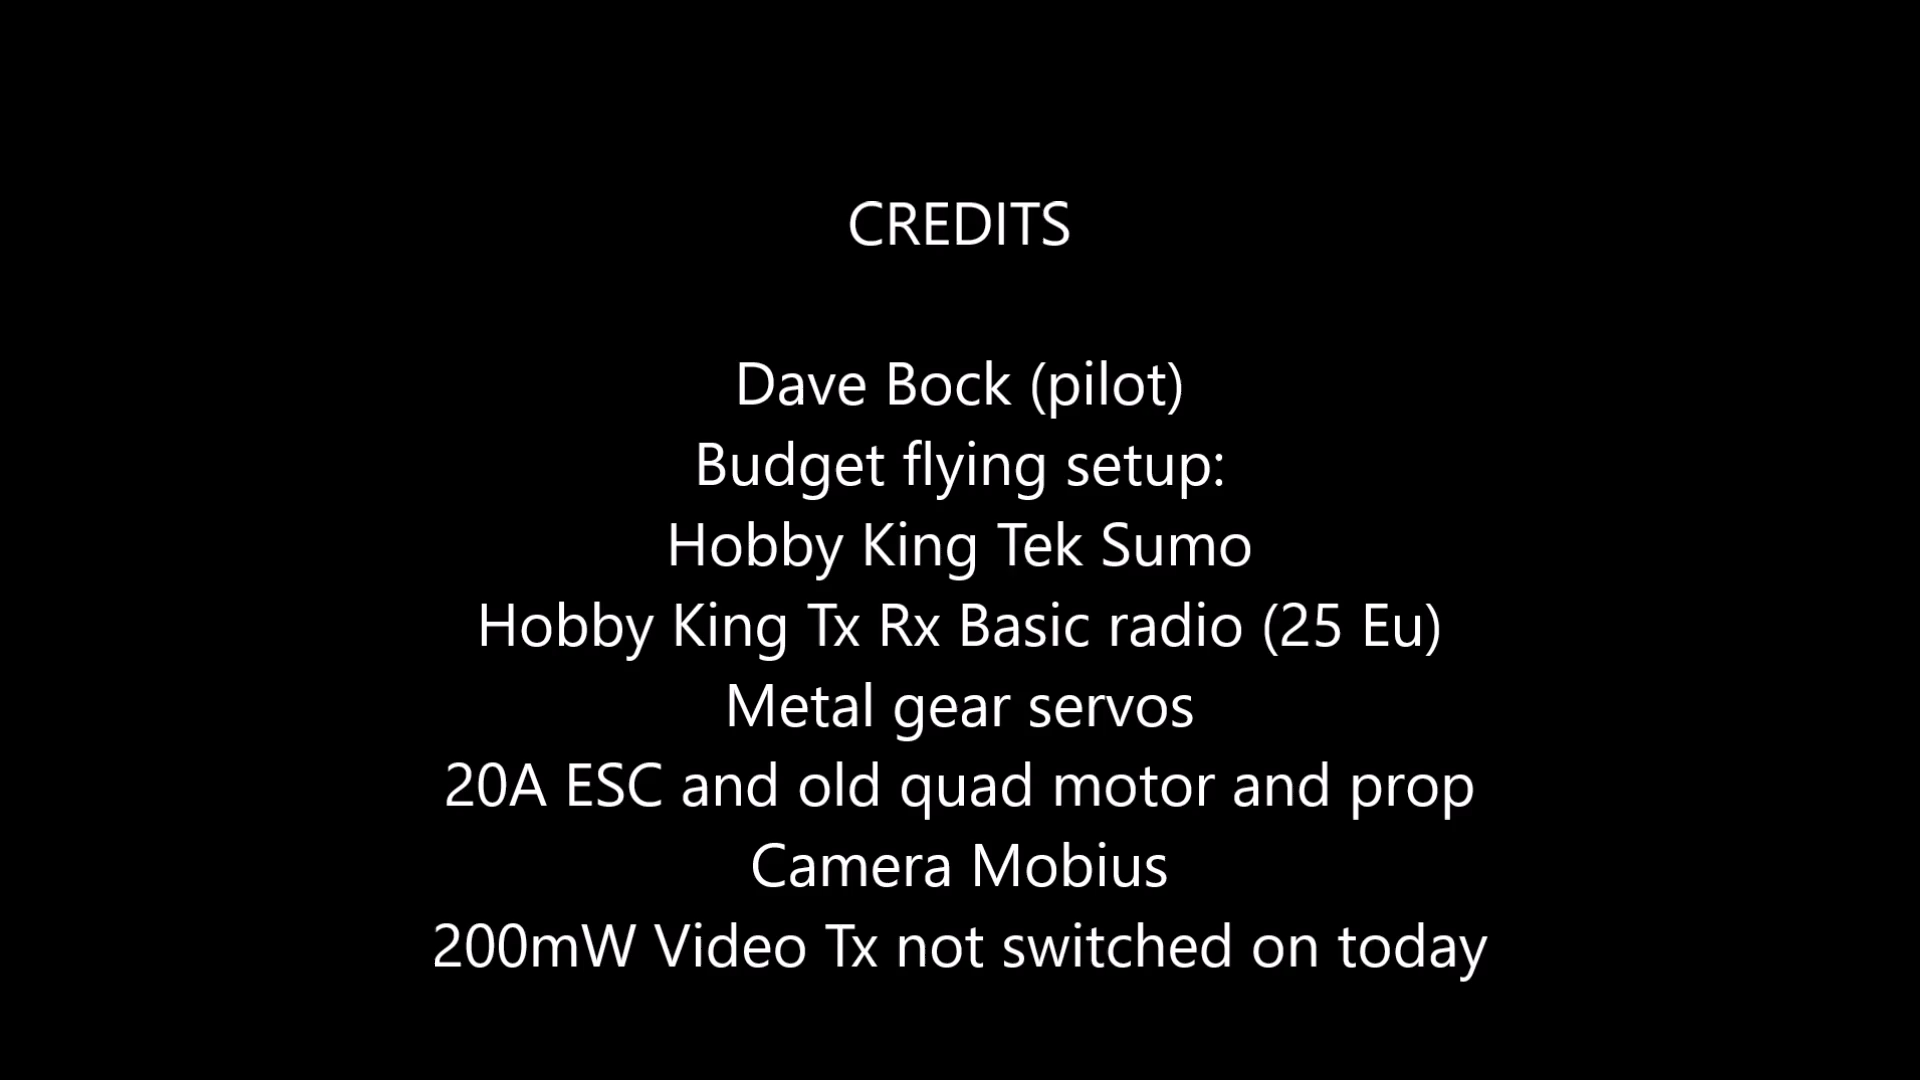 CREDITS
Dave Bock (pilot)
Budget flying setup:
Hobby King Tek Sumo
Hobby King Tx Rx Basic radio (25 Eu)
Metal gear servos
20A ESC and old quad motor and prop
Camera Mobius
200mW Video Tx not switched on today